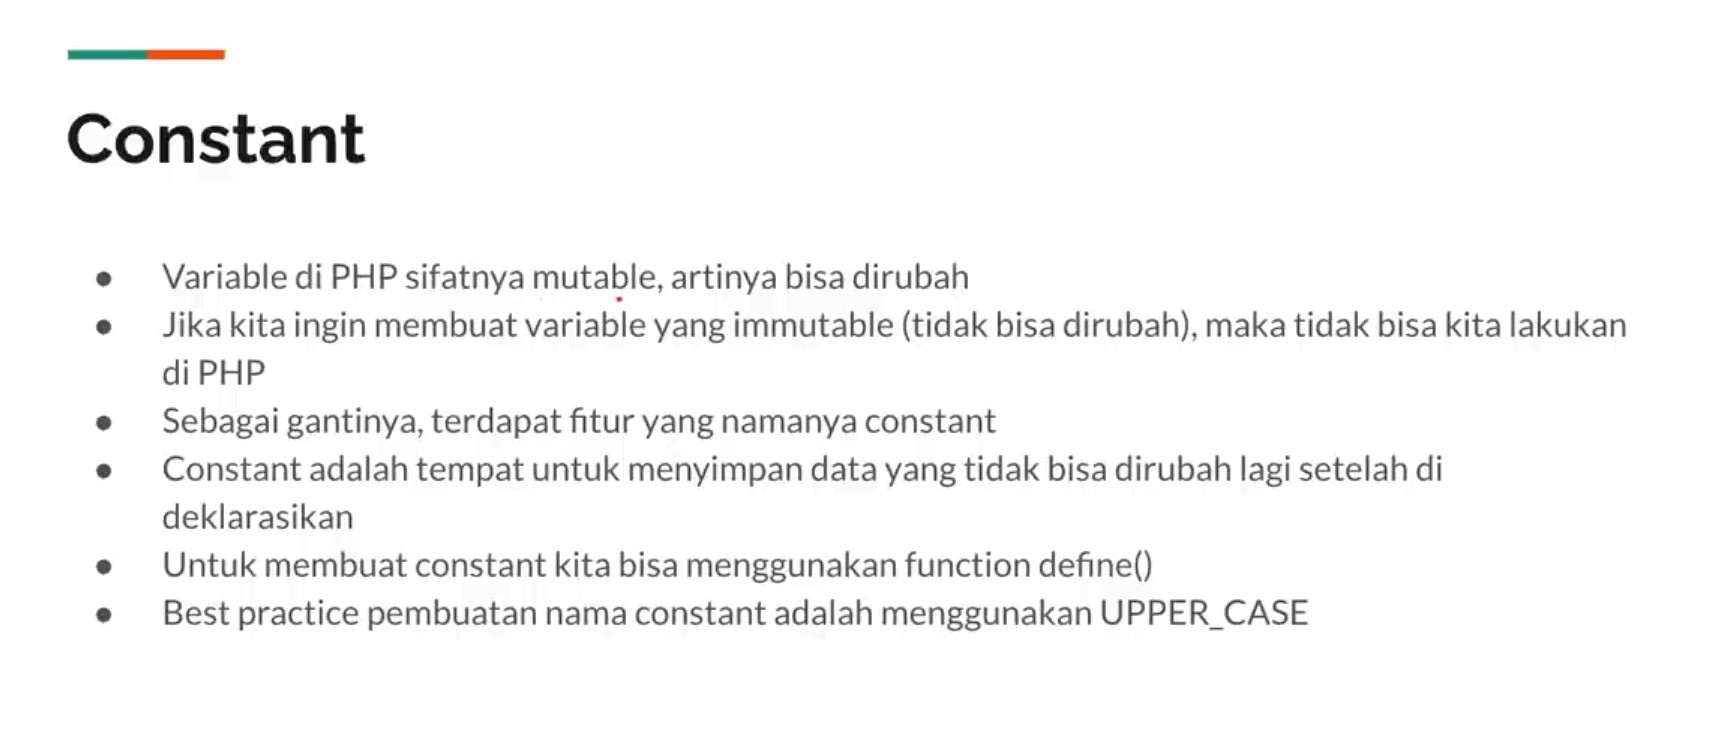 Constant
● Variable di PHP sifatnya mutable, artinya bisa dirubah
● Jika kita ingin membuat variable yang immutable (tidak bisa dirubah), maka tidak bisa kita lakukan
di PHP
● Sebagai gantinya, terdapat fitur yang namanya constant
● Constant adalah tempat untuk menyimpan data yang tidak bisa dirubah lagi setelah di
deklarasikan
● Untuk membuat constant kita bisa menggunakan function define()
● Best practice pembuatan nama constant adalah menggunakan UPPER_CASE